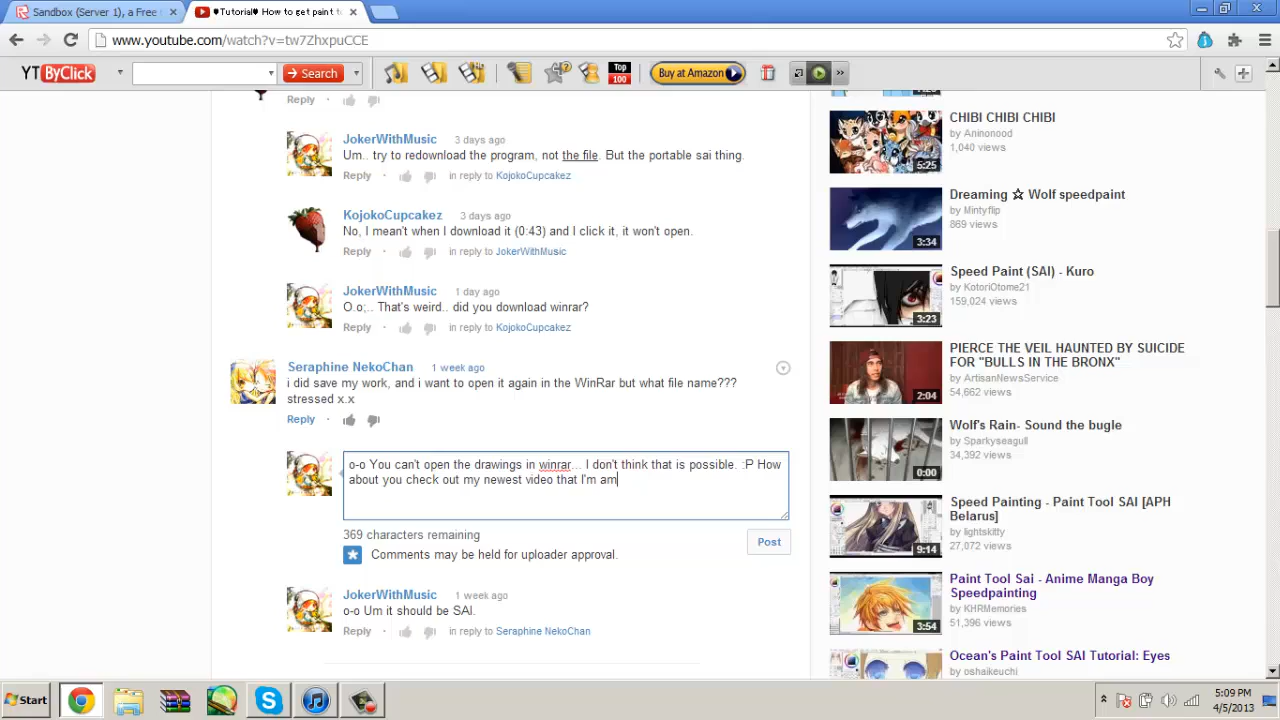 Sandbox (Server 1), a Free
*Tutorial* How to get paint t
www.youtube.com/watch?v=tw7ZhxpuCCE
YT ByClick
Search
Top 100
Buy at Amazon
Reply
JokerWithMusic 3 days ago
Um.. try to redownload the program, not the file. But the portable sai thing.
Reply in reply to KojokoCupcakez
KojokoCupcakez 3 days ago
No, I mean't when I download it (0:43) and I click it, it won't open.
Reply in reply to JokerWithMusic
JokerWithMusic 1 day ago
O.o;.. That's weird.. did you download winrar?
Reply in reply to KojokoCupcakez
Seraphine NekoChan 1 week ago
i did save my work, and i want to open it again in the WinRar but what file name???
stressed x.x
Reply
o-o You can't open the drawings in winrar... I don't think that is possible. :P How
about you check out my newest video that I'm am
369 characters remaining
Post
Comments may be held for uploader approval.
JokerWithMusic 1 week ago
o-o Um it should be SAI.
Reply in reply to Seraphine NekoChan
CHIBI CHIBI CHIBI
by Aninonood
1,040 views
5:25
Dreaming ☆ Wolf speedpaint
by Mintyflip
869 views
3:34
Speed Paint (SAI) - Kuro
by KotoriOtome21
159,024 views
3:23
PIERCE THE VEIL HAUNTED BY SUICIDE
FOR "BULLS IN THE BRONX"
by ArtisanNewsService
54,662 views
2:04
Wolf's Rain- Sound the bugle
by Sparkyseagull
34,392 views
0:00
Speed Painting - Paint Tool SAI [APH
Belarus]
by lightskitty
27,072 views
9:14
Paint Tool Sai - Anime Manga Boy
Speedpainting
by KHRMemories
51,396 views
3:54
Ocean's Paint Tool SAI Tutorial: Eyes
by oshaikeuchi
Start
5:09 PM
4/5/2013